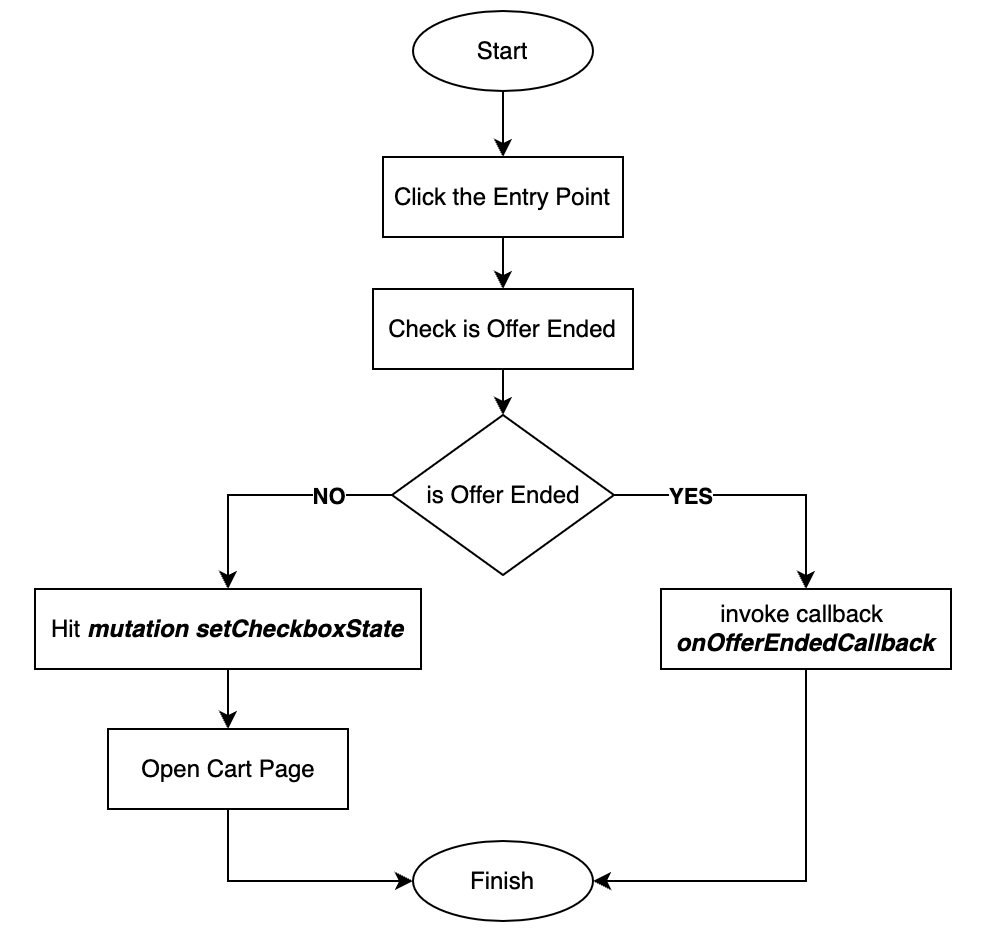 Start
Click the Entry Point
Check is Offer Ended
is Offer Ended
NO
YES
Hit mutation setCheckboxState
invoke callback
onOfferEndedCallback
Open Cart Page
Finish